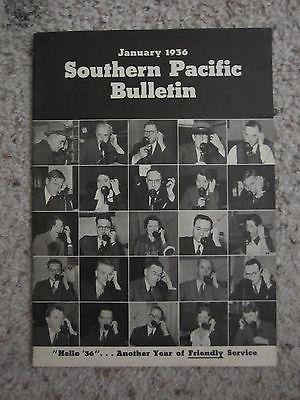 January 1936
Southern Pacific
Bulletin
"Hello '36". . . Another Year of Friendly Service